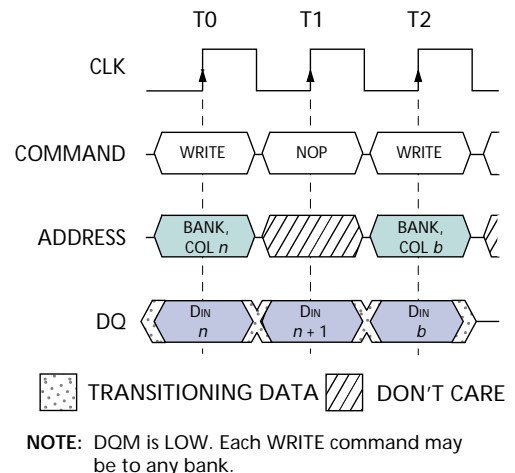 T0 T1 T2
CLK
COMMAND WRITE NOP WRITE
ADDRESS BANK, COL n BANK, COL b
DQ DIN n DIN n + 1 DIN b
TRANSITIONING DATA DON'T CARE
NOTE: DQM is LOW. Each WRITE command may
be to any bank.